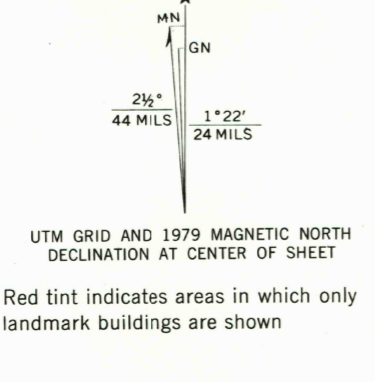 MN
GN
2½°
44 MILS
1°22'
24 MILS
UTM GRID AND 1979 MAGNETIC NORTH
DECLINATION AT CENTER OF SHEET
Red tint indicates areas in which only
landmark buildings are shown